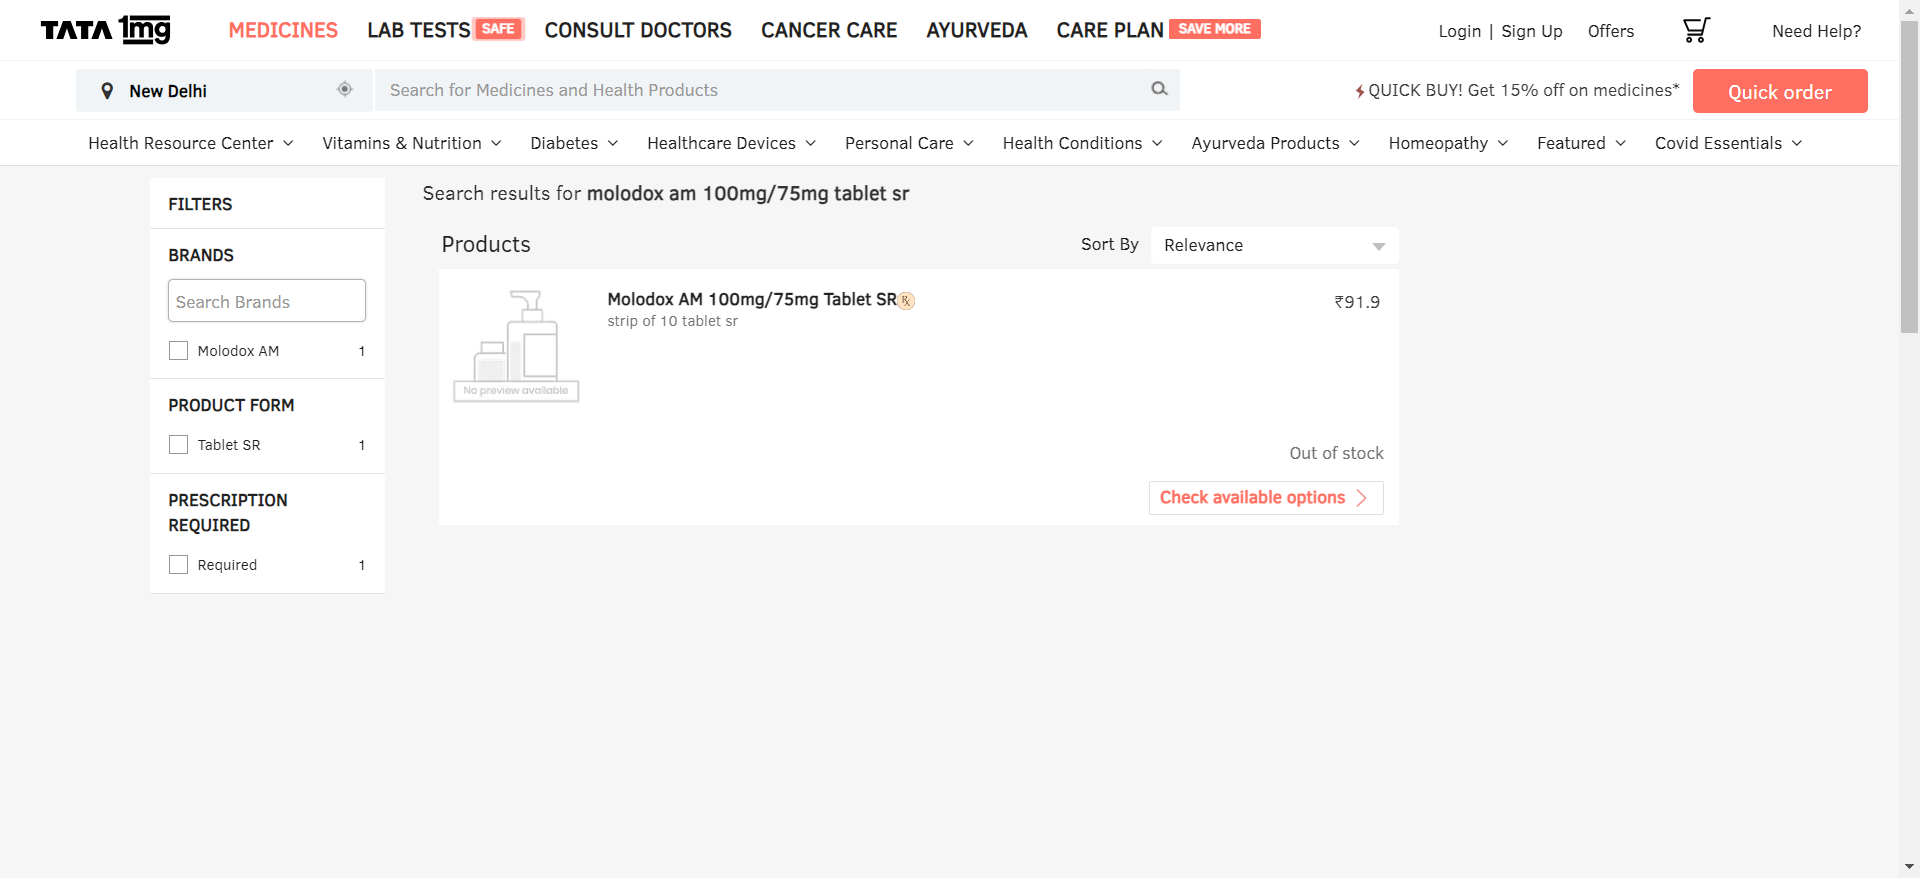 TATA 1mg MEDICINES LAB TESTS SAFE CONSULT DOCTORS CANCER CARE AYURVEDA CARE PLAN SAVE MORE Login | Sign Up Offers Need Help?
New Delhi Search for Medicines and Health Products QUICK BUY! Get 15% off on medicines* Quick order
Health Resource Center Vitamins & Nutrition Diabetes Healthcare Devices Personal Care Health Conditions Ayurveda Products Homeopathy Featured Covid Essentials
FILTERS
BRANDS
Search Brands
Molodox AM 1
PRODUCT FORM
Tablet SR 1
PRESCRIPTION
REQUIRED
Required 1
Search results for molodox am 100mg/75mg tablet sr
Products Sort By Relevance
No preview available
Molodox AM 100mg/75mg Tablet SR ℞ ₹91.9
strip of 10 tablet sr
Out of stock
Check available options